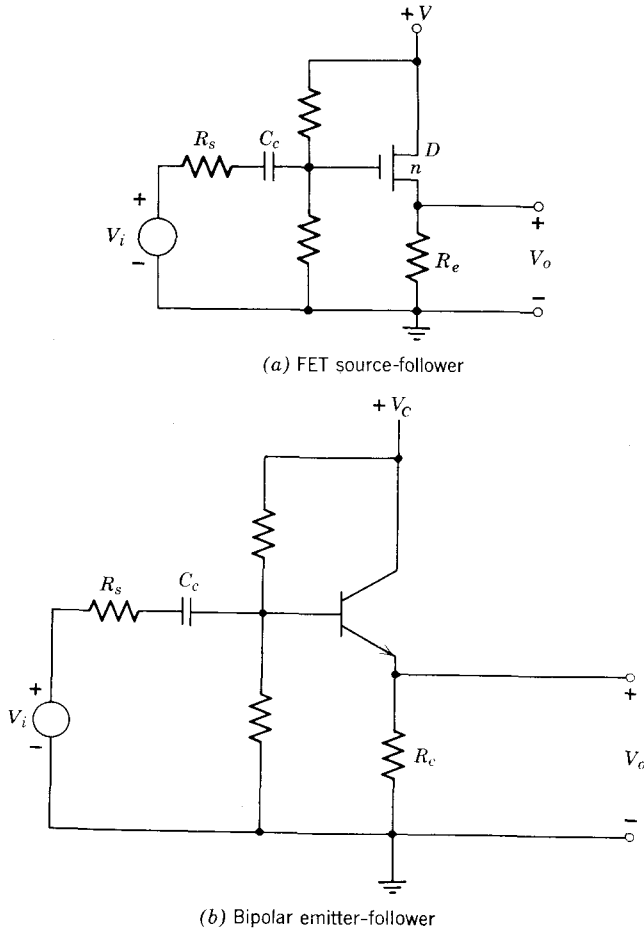 + V
R_s
C_c
D
n
+
V_i
−
R_e
+
V_o
−
(a) FET source-follower
+ V_C
R_s
C_c
+
V_i
−
R_c
+
V_o
−
(b) Bipolar emitter-follower